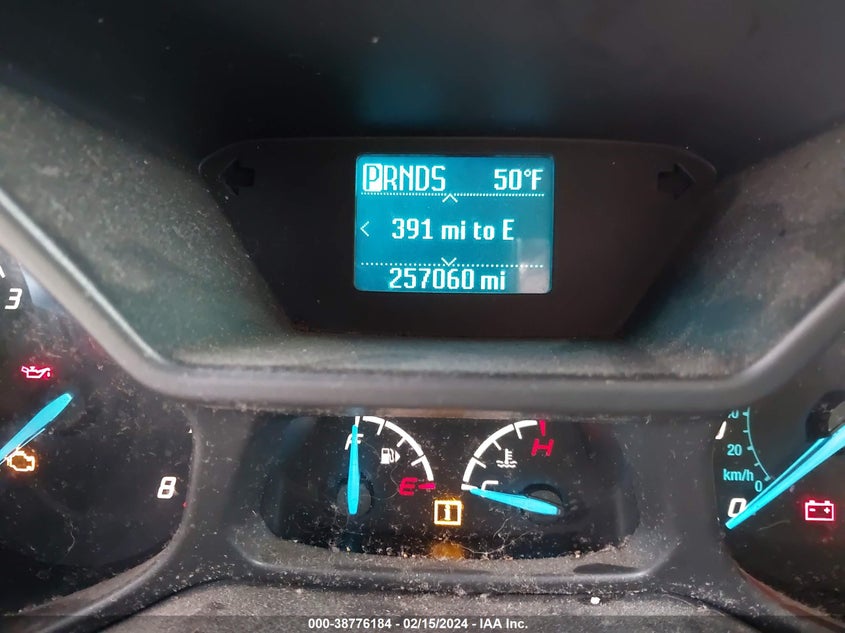 PRNDS 50°F
< 391 mi to E
257060 mi
3
8
F
E
H
C
20
km/h 0
0
000-38776184 - 02/15/2024 - IAA Inc.